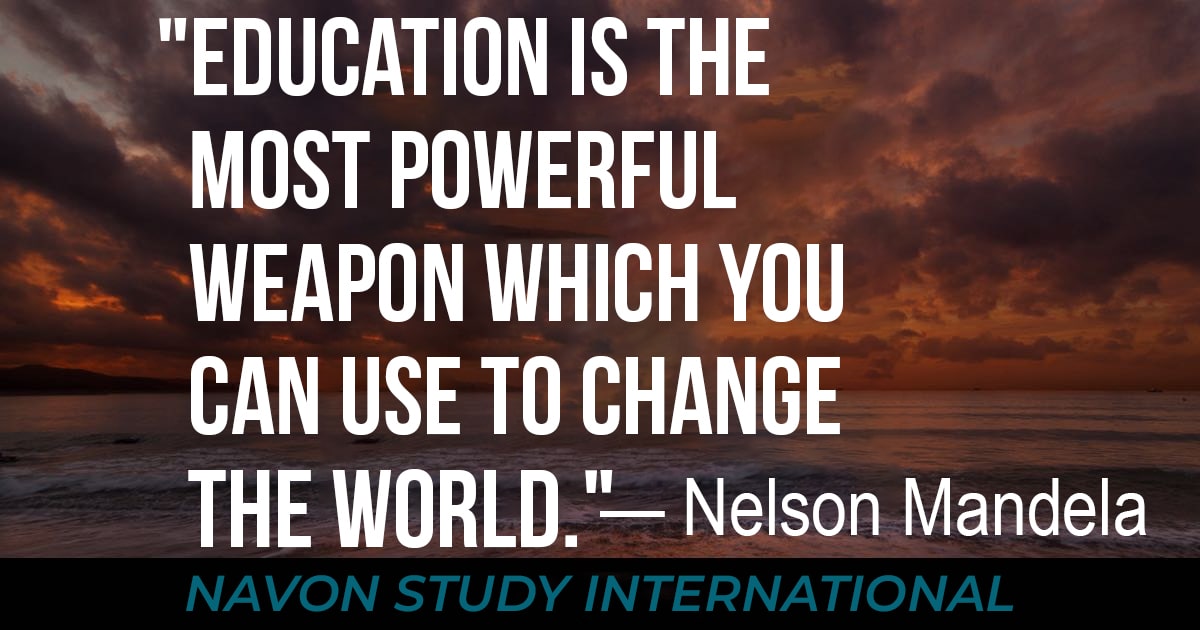 "EDUCATION IS THE
MOST POWERFUL
WEAPON WHICH YOU
CAN USE TO CHANGE
THE WORLD."— Nelson Mandela
NAVON STUDY INTERNATIONAL